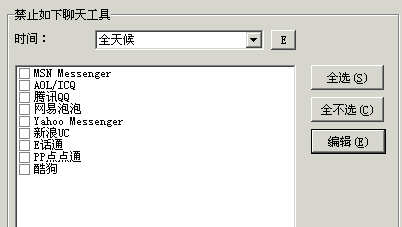 禁止如下聊天工具
时间： 全天候 E
MSN Messenger
AOL/ICQ
腾讯QQ
网易泡泡
Yahoo Messenger
新浪UC
E话通
PP点点通
酷狗
全选(S)
全不选(C)
编辑(E)